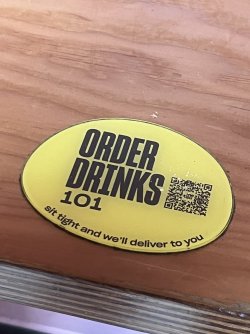 ORDER
DRINKS
101
sit tight and we'll deliver to you